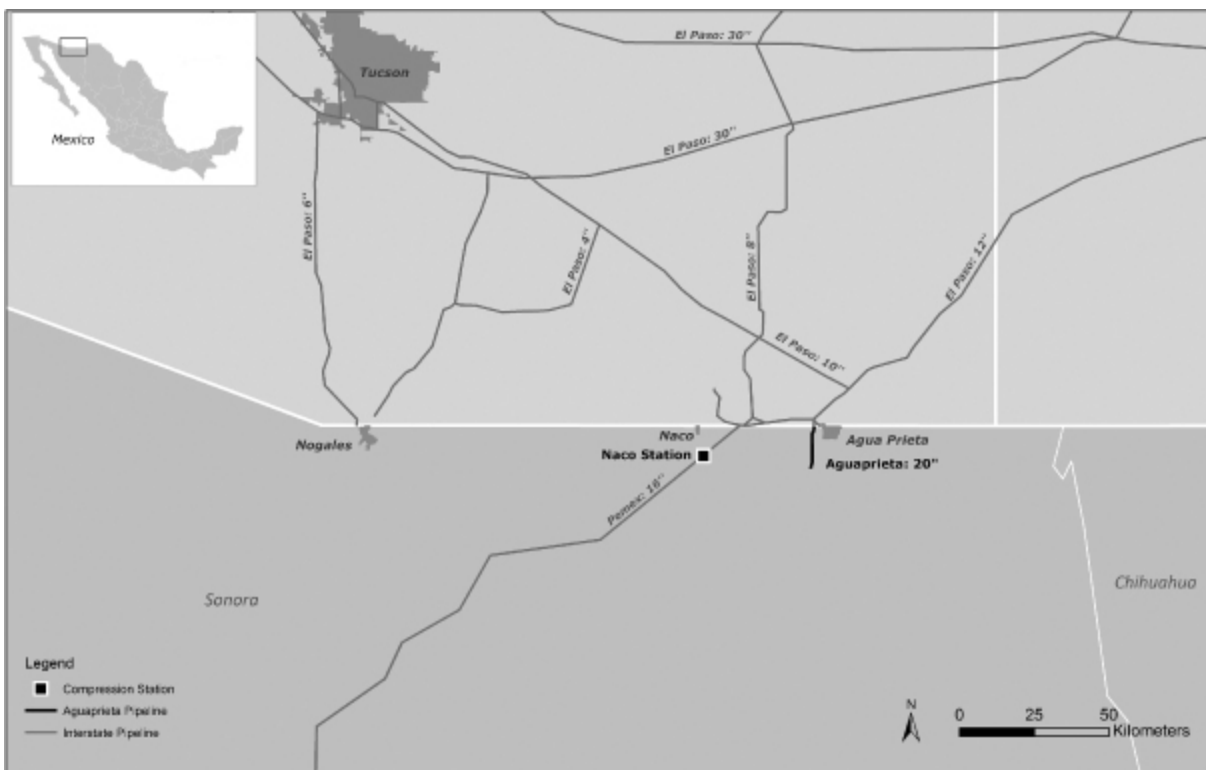 El Paso: 30"
Tucson
Mexico
El Paso: 30"
El Paso: 6"
El Paso: 4"
El Paso: 8"
El Paso: 12"
El Paso: 10"
Nogales
Naco
Agua Prieta
Naco Station
Aguaprieta: 20"
Pemex: 16"
Sonora
Chihuahua
Legend
Compression Station
Aguaprieta Pipeline
Interstate Pipeline
N
0 25 50
Kilometers